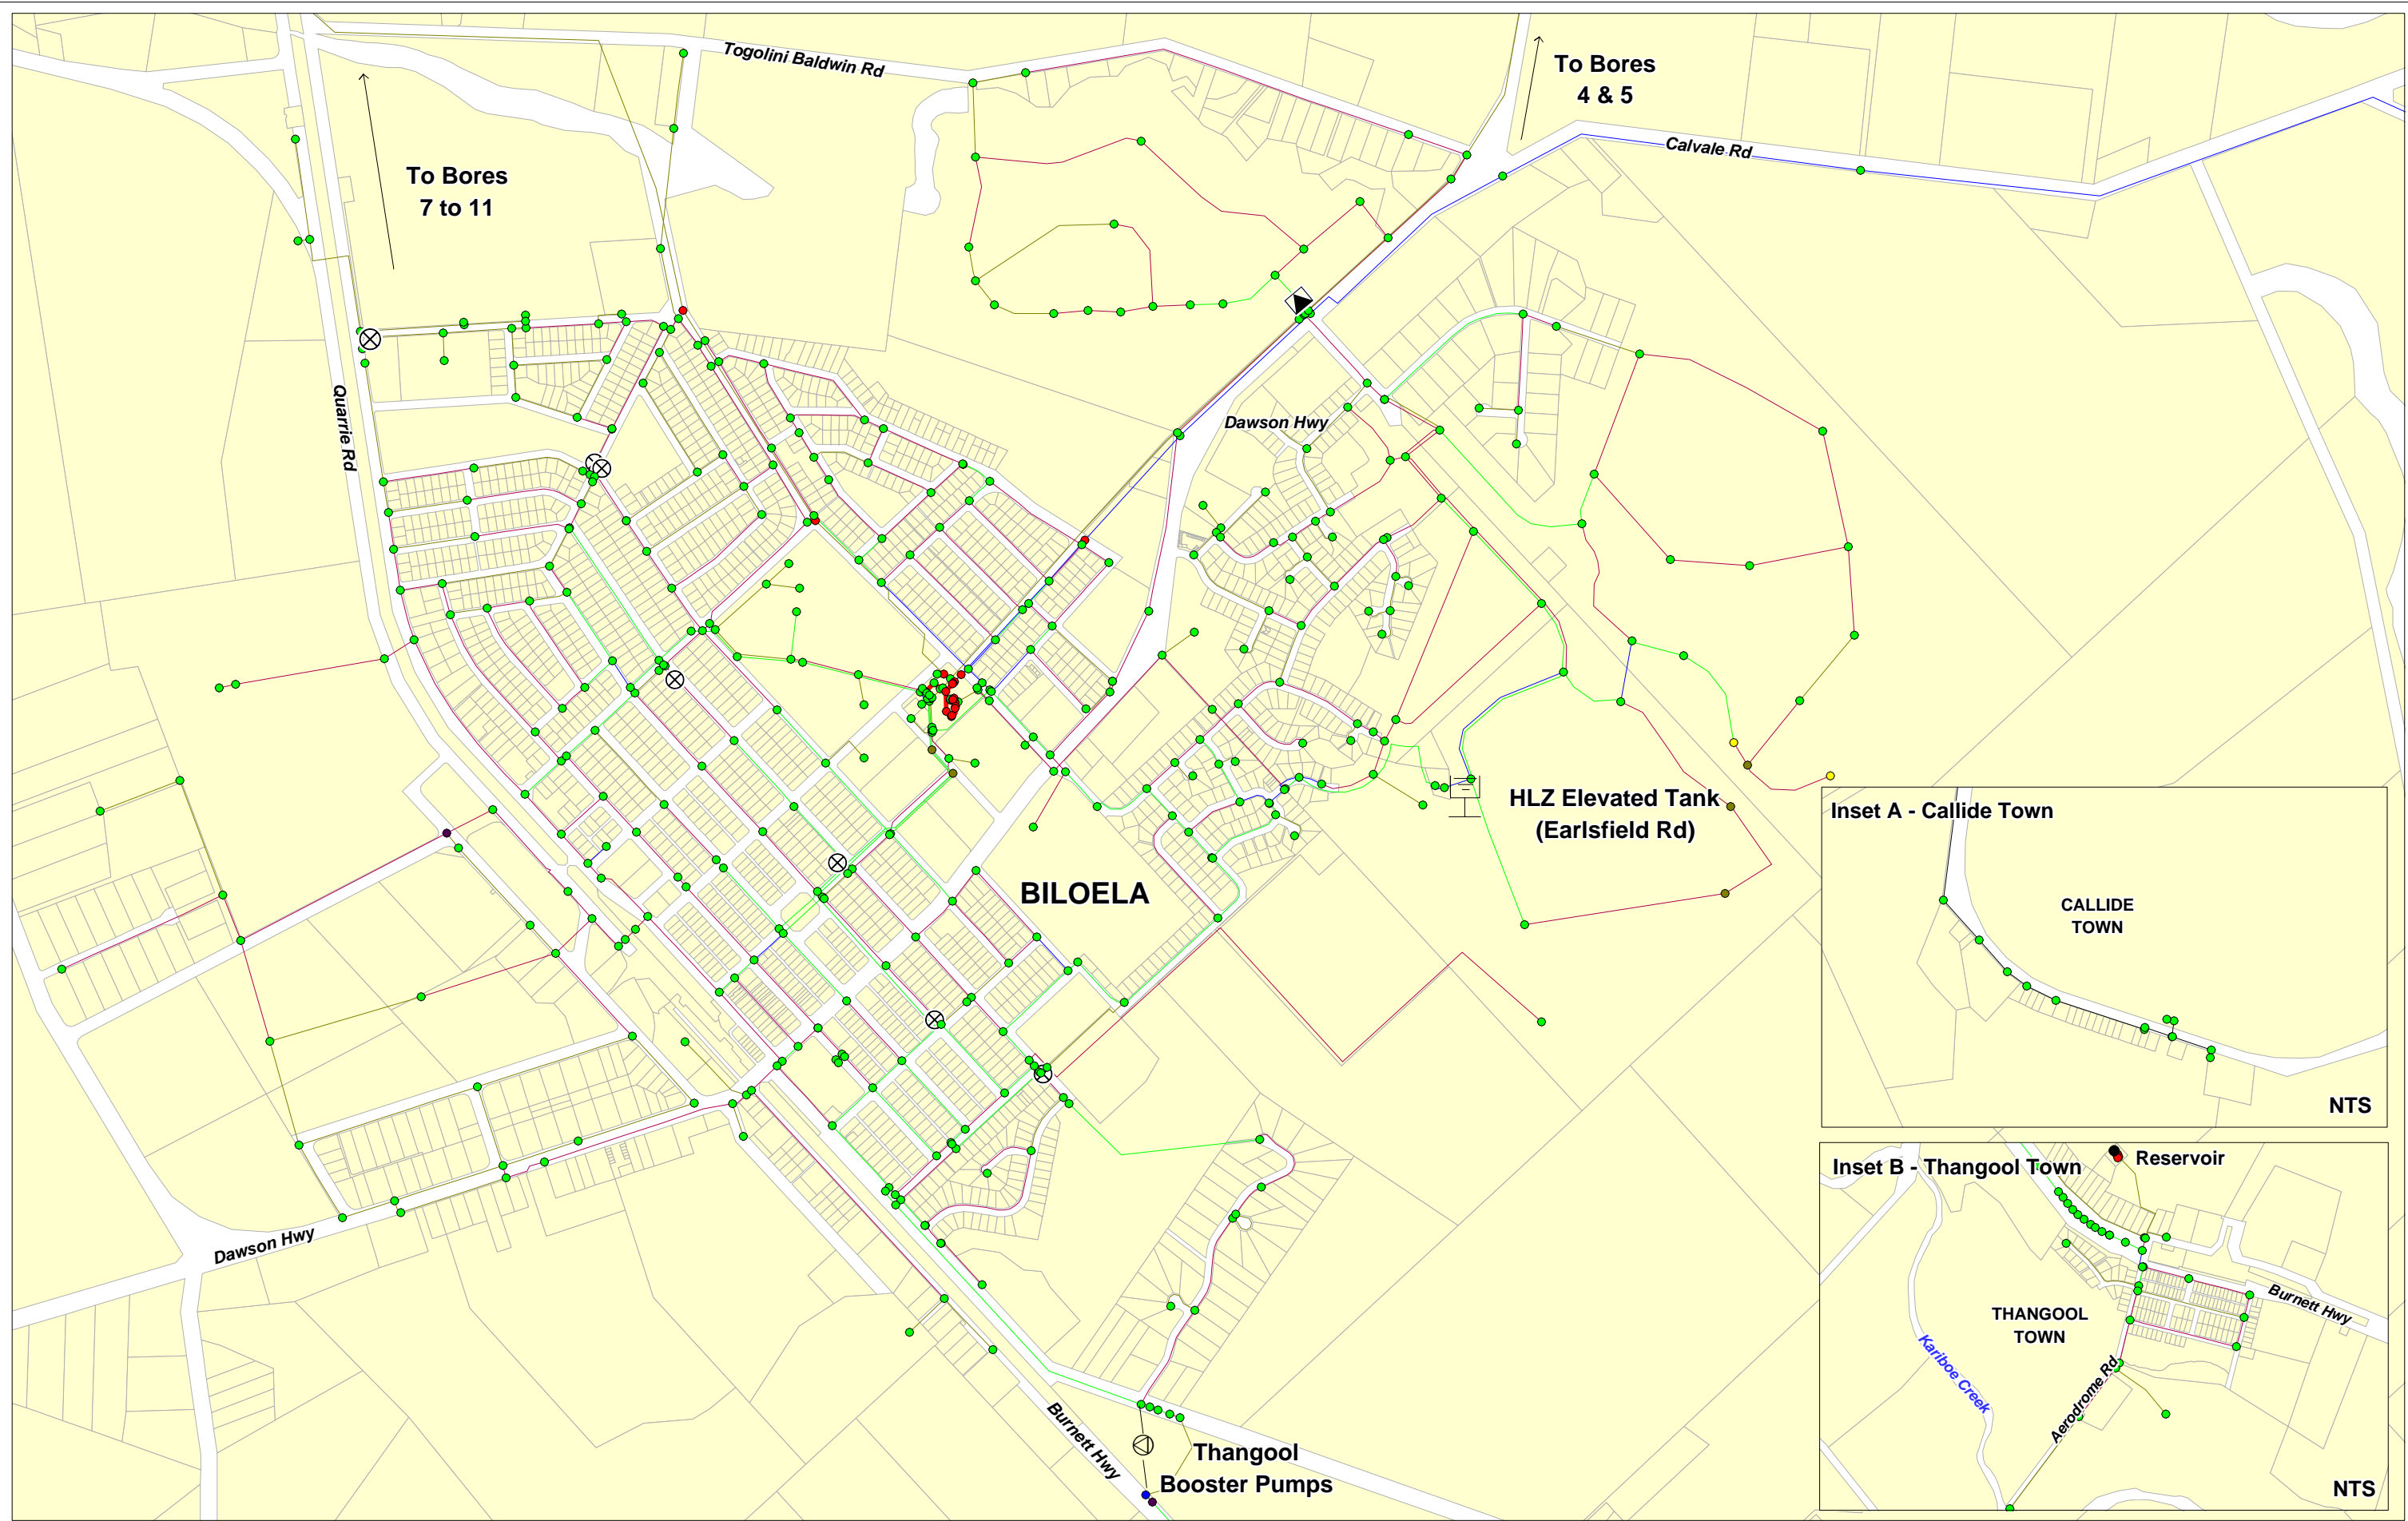 Togolini Baldwin Rd
To Bores
4 & 5
Calvale Rd
To Bores
7 to 11
Quarrie Rd
Dawson Hwy
HLZ Elevated Tank
(Earlsfield Rd)
BILOELA
Inset A - Callide Town
CALLIDE
TOWN
NTS
Inset B - Thangool Town
Reservoir
Burnett Hwy
THANGOOL
TOWN
Kariboe Creek
Aerodrome Rd
NTS
Dawson Hwy
Burnett Hwy
Thangool
Booster Pumps